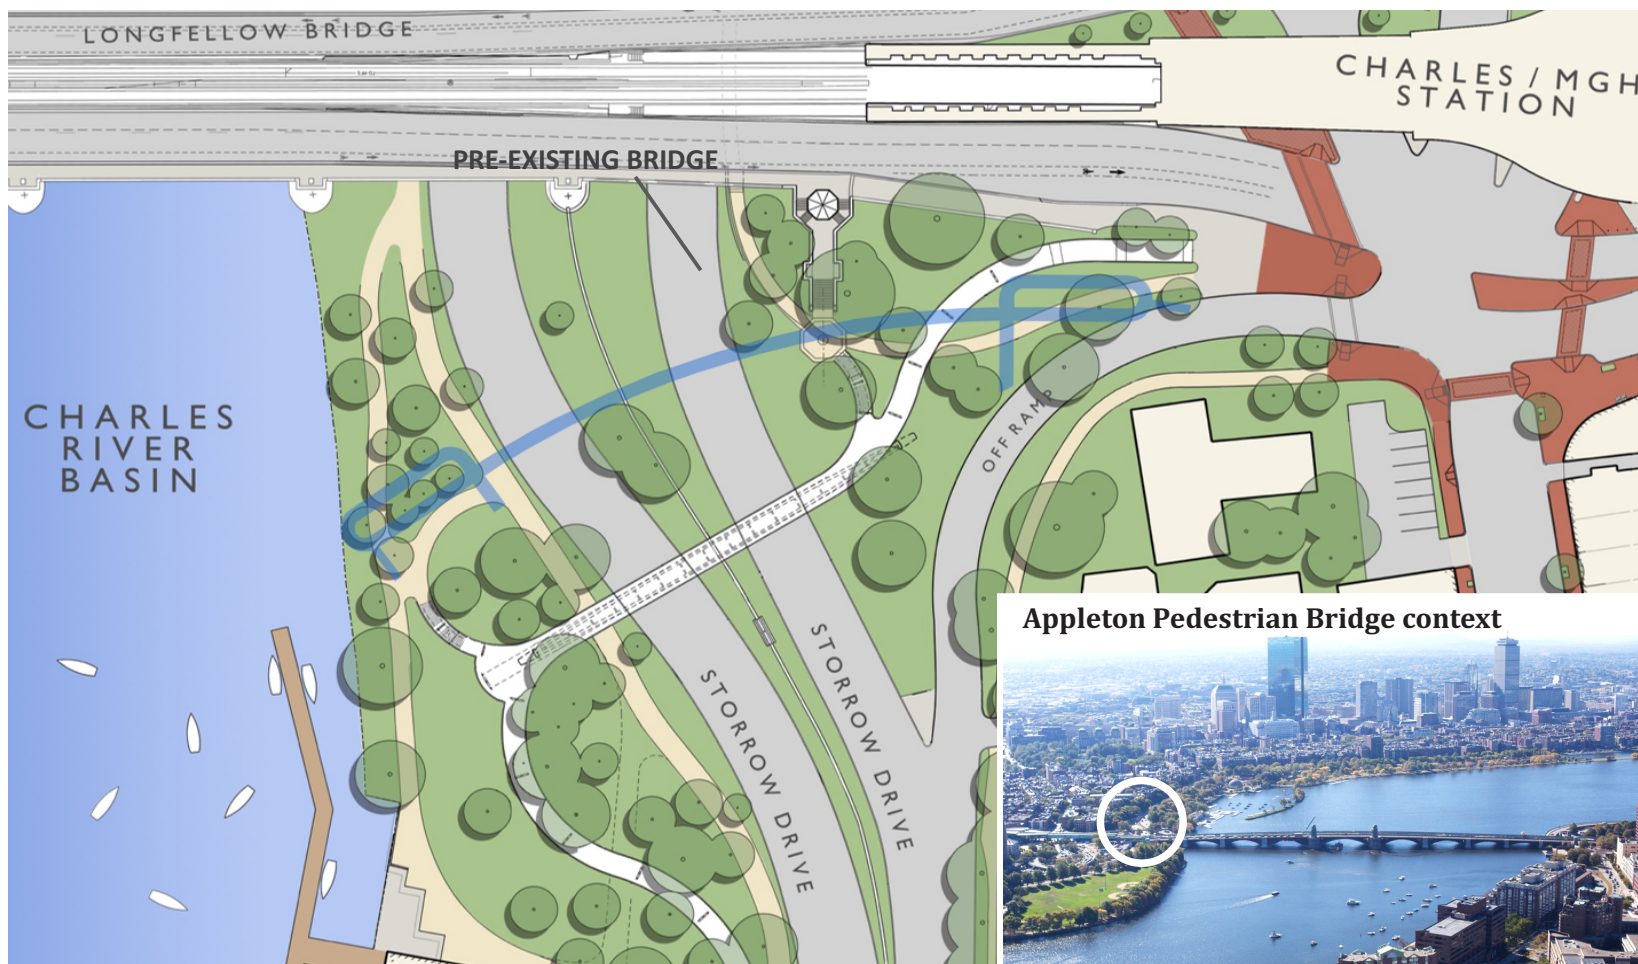 LONGFELLOW BRIDGE
CHARLES / MGH
STATION
PRE-EXISTING BRIDGE
CHARLES
RIVER
BASIN
OFF RAMP
STORROW DRIVE
STORROW DRIVE
Appleton Pedestrian Bridge context